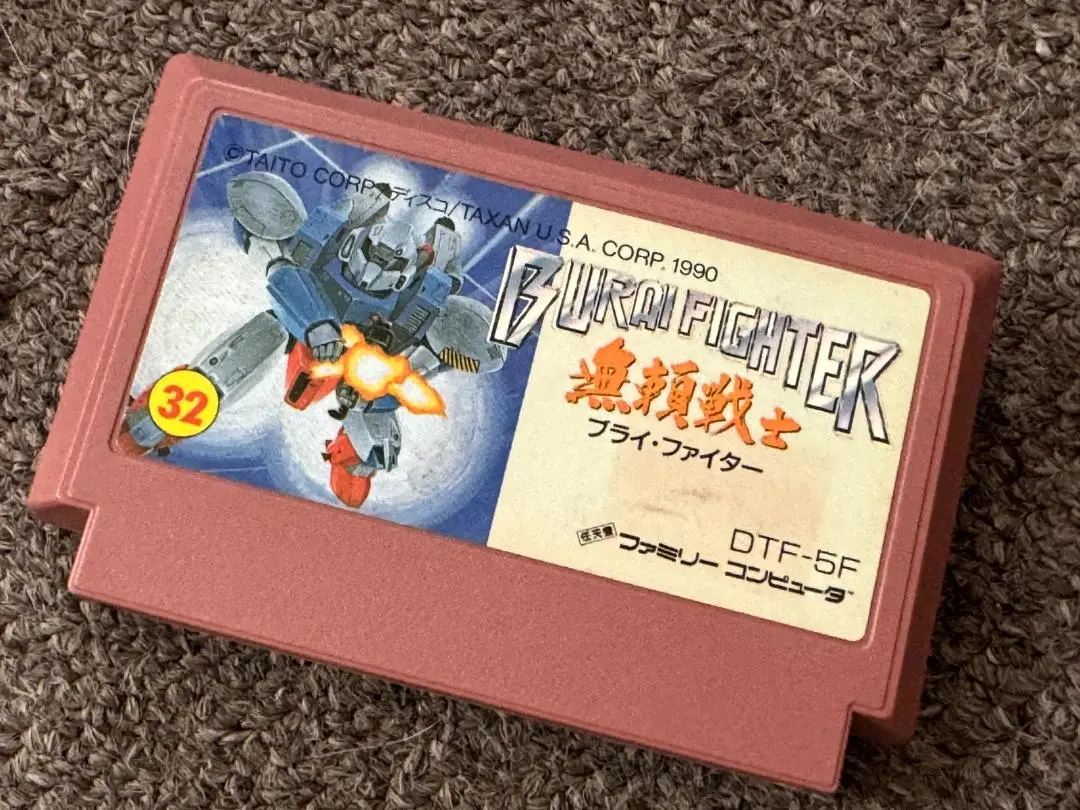 ©TAITO CORP./ディスコ/TAXAN U.S.A. CORP. 1990
BURAI FIGHTER
無頼戦士
ブライ・ファイター
32
DTF-5F
任天堂 ファミリー コンピュータ™